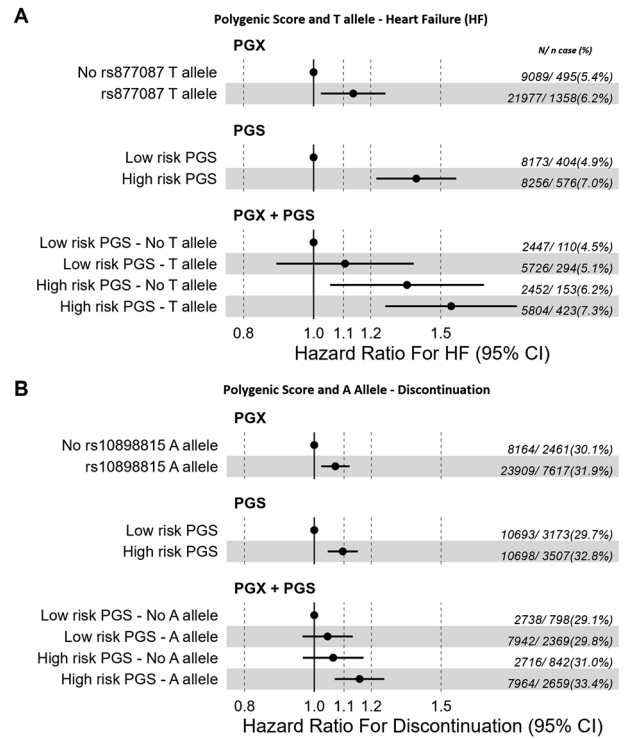 A
Polygenic Score and T allele - Heart Failure (HF)
PGX
N/ n case (%)
No rs877087 T allele 9089/ 495(5.4%)
rs877087 T allele 21977/ 1358(6.2%)
PGS
Low risk PGS 8173/ 404(4.9%)
High risk PGS 8256/ 576(7.0%)
PGX + PGS
Low risk PGS - No T allele 2447/ 110(4.5%)
Low risk PGS - T allele 5726/ 294(5.1%)
High risk PGS - No T allele 2452/ 153(6.2%)
High risk PGS - T allele 5804/ 423(7.3%)
0.8 1.0 1.1 1.2 1.5
Hazard Ratio For HF (95% CI)
B
Polygenic Score and A Allele - Discontinuation
PGX
No rs10898815 A allele 8164/ 2461(30.1%)
rs10898815 A allele 23909/ 7617(31.9%)
PGS
Low risk PGS 10693/ 3173(29.7%)
High risk PGS 10698/ 3507(32.8%)
PGX + PGS
Low risk PGS - No A allele 2738/ 798(29.1%)
Low risk PGS - A allele 7942/ 2369(29.8%)
High risk PGS - No A allele 2716/ 842(31.0%)
High risk PGS - A allele 7964/ 2659(33.4%)
0.8 1.0 1.1 1.2 1.5
Hazard Ratio For Discontinuation (95% CI)